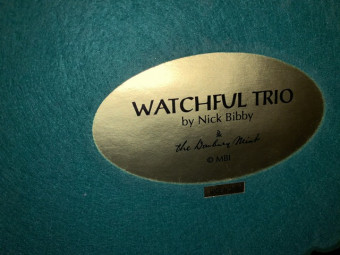 WATCHFUL TRIO
by Nick Bibby
&
the Danbury Mint
© MBI